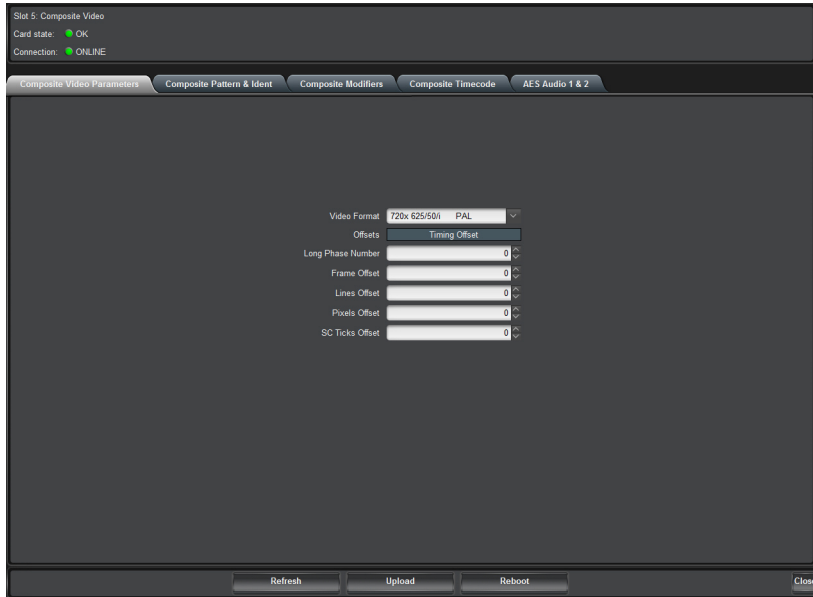 Slot 5: Composite Video
Card state: OK
Connection: ONLINE
Composite Video Parameters Composite Pattern & Ident Composite Modifiers Composite Timecode AES Audio 1 & 2
Video Format 720x 625/50/i PAL
Offsets Timing Offset
Long Phase Number 0
Frame Offset 0
Lines Offset 0
Pixels Offset 0
SC Ticks Offset 0
Refresh Upload Reboot Close